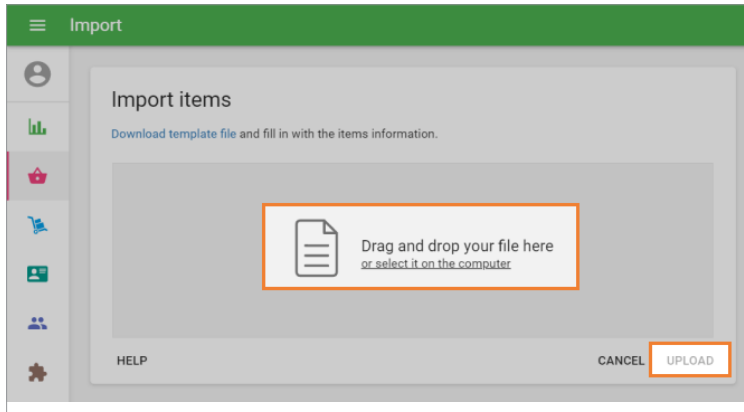 Import
Import items
Download template file and fill in with the items information.
Drag and drop your file here
or select it on the computer
HELP
CANCEL
UPLOAD